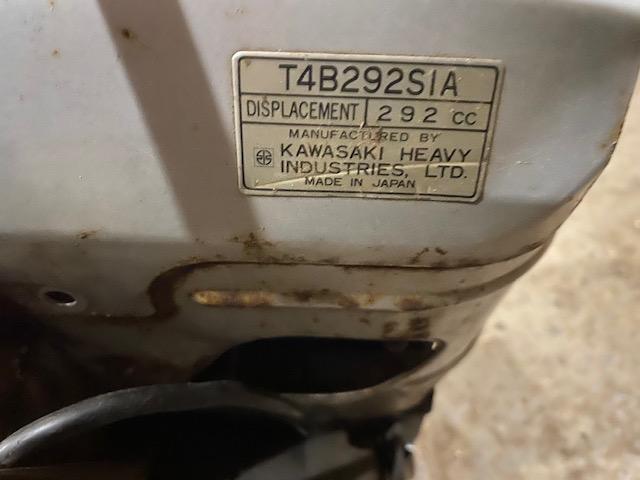 T4B292S1A
DISPLACEMENT 292 CC
MANUFACTURED BY
KAWASAKI HEAVY
INDUSTRIES, LTD.
MADE IN JAPAN